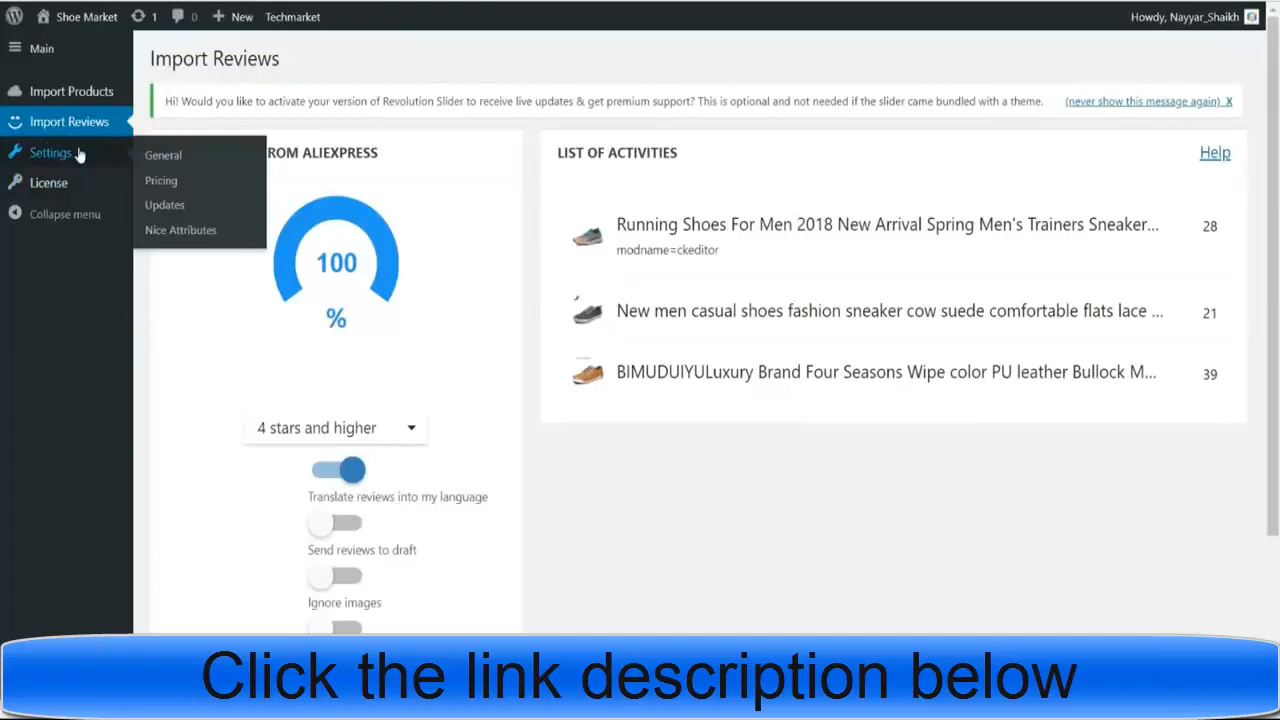 Shoe Market 1 0 New Techmarket Howdy, Nayyar_Shaikh
Main
Import Products
Import Reviews
Settings
License
Collapse menu
General
Pricing
Updates
Nice Attributes
Import Reviews
Hi! Would you like to activate your version of Revolution Slider to receive live updates & get premium support? This is optional and not needed if the slider came bundled with a theme. (never show this message again) X
ROM ALIEXPRESS
100
%
4 stars and higher
Translate reviews into my language
Send reviews to draft
Ignore images
LIST OF ACTIVITIES Help
Running Shoes For Men 2018 New Arrival Spring Men's Trainers Sneaker... 28
modname=ckeditor
New men casual shoes fashion sneaker cow suede comfortable flats lace ... 21
BIMUDUIYULuxury Brand Four Seasons Wipe color PU leather Bullock M... 39
Click the link description below